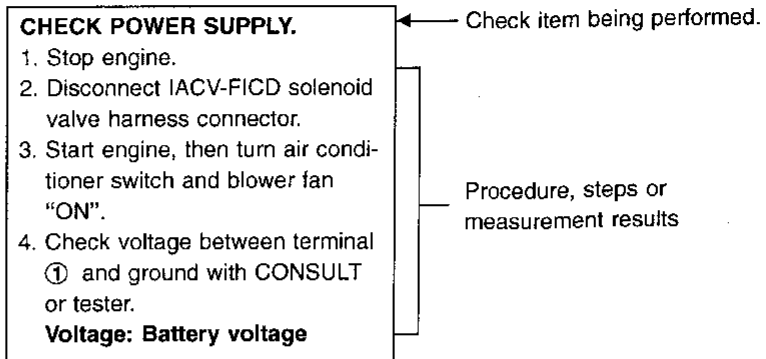 CHECK POWER SUPPLY.
1. Stop engine.
2. Disconnect IACV-FICD solenoid
valve harness connector.
3. Start engine, then turn air condi-
tioner switch and blower fan
“ON”.
4. Check voltage between terminal
① and ground with CONSULT
or tester.
Voltage: Battery voltage
Check item being performed.
Procedure, steps or
measurement results